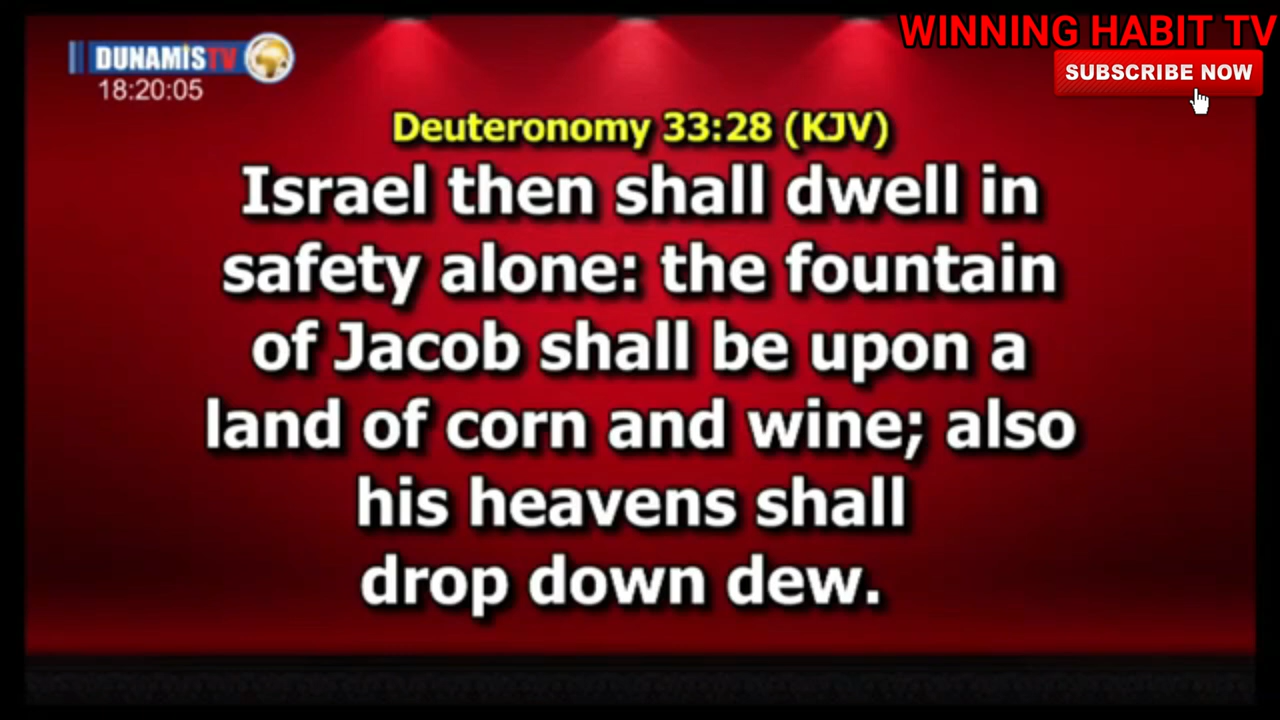 DUNAMIS TV
18:20:05
WINNING HABIT TV
SUBSCRIBE NOW
Deuteronomy 33:28 (KJV)
Israel then shall dwell in
safety alone: the fountain
of Jacob shall be upon a
land of corn and wine; also
his heavens shall
drop down dew.